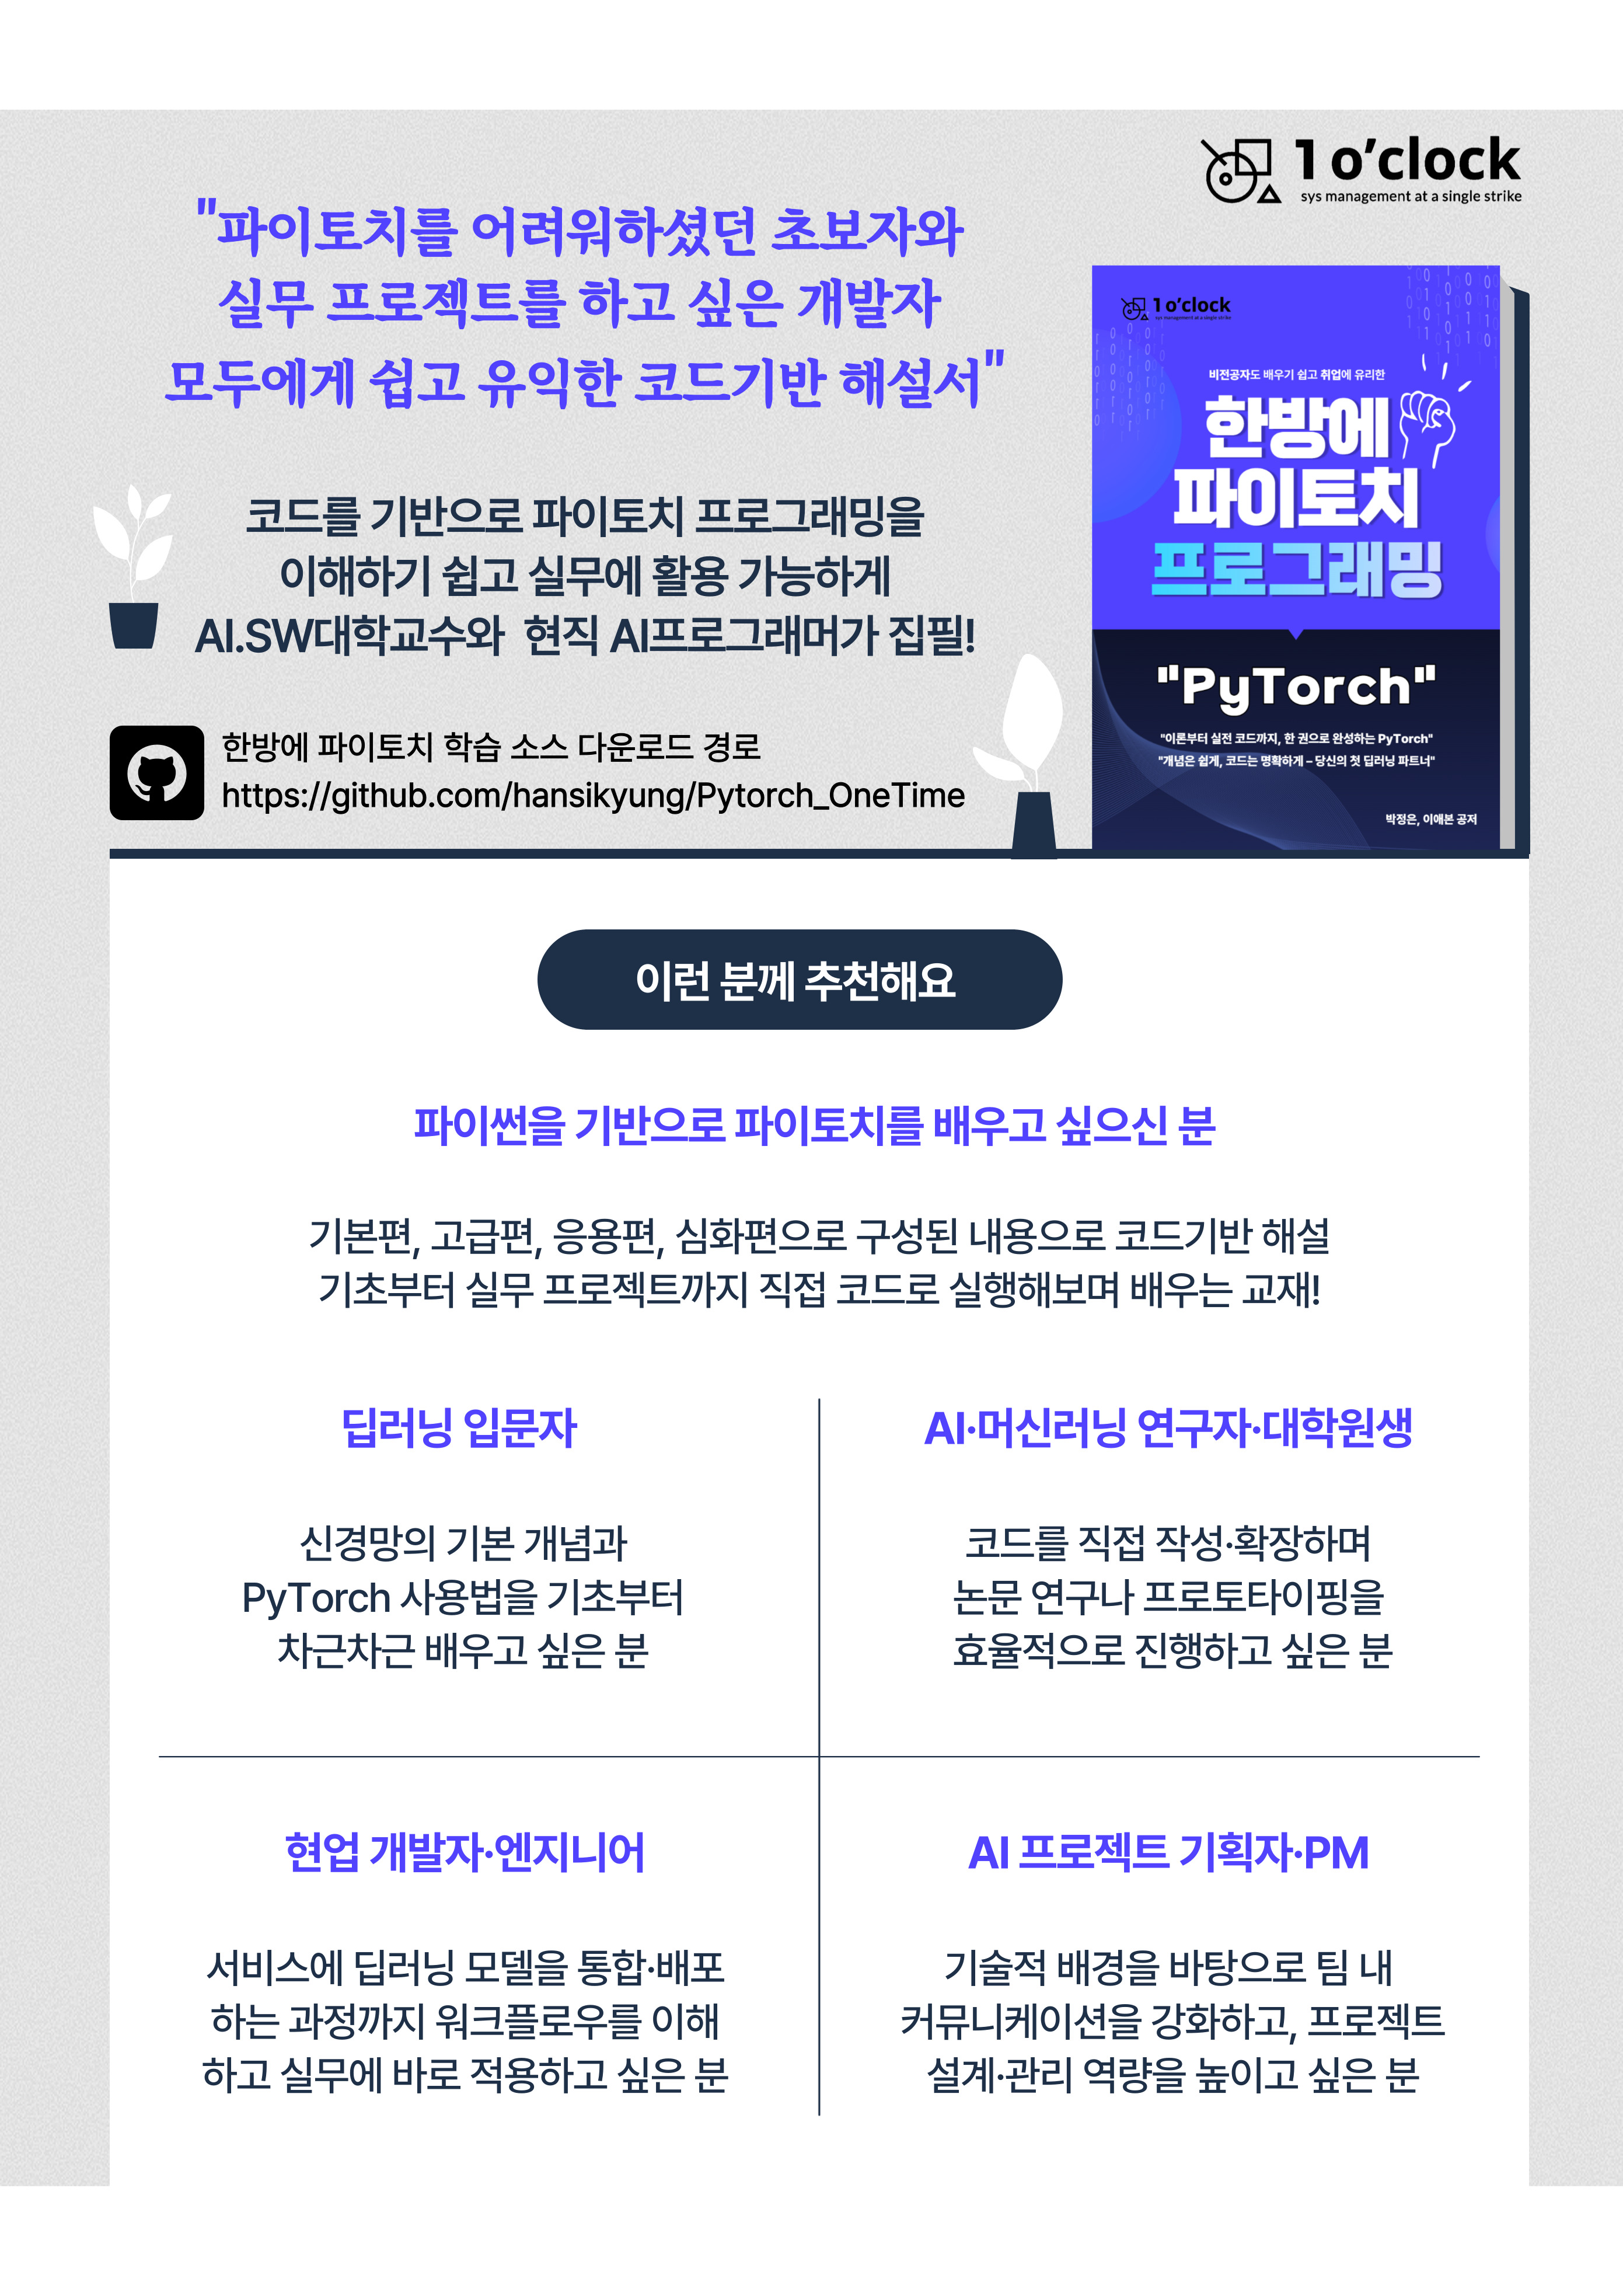 1 o'clock
sys management at a single strike
"파이토치를 어려워하셨던 초보자와
실무 프로젝트를 하고 싶은 개발자
모두에게 쉽고 유익한 코드기반 해설서"
코드를 기반으로 파이토치 프로그래밍을
이해하기 쉽고 실무에 활용 가능하게
AI.SW대학교수와 현직 AI프로그래머가 집필!
한방에 파이토치 학습 소스 다운로드 경로
https://github.com/hansikyung/Pytorch_OneTime
1 o'clock
sys management at a single strike
비전공자도 배우기 쉽고 취업에 유리한
한방에
파이토치
프로그래밍
"PyTorch"
"이론부터 실전 코드까지, 한 권으로 완성하는 PyTorch"
"개념은 쉽게, 코드는 명확하게 – 당신의 첫 딥러닝 파트너"
박정은, 이애본 공저
이런 분께 추천해요
파이썬을 기반으로 파이토치를 배우고 싶으신 분
기본편, 고급편, 응용편, 심화편으로 구성된 내용으로 코드기반 해설
기초부터 실무 프로젝트까지 직접 코드로 실행해보며 배우는 교재!
딥러닝 입문자
신경망의 기본 개념과
PyTorch 사용법을 기초부터
차근차근 배우고 싶은 분
AI·머신러닝 연구자·대학원생
코드를 직접 작성·확장하며
논문 연구나 프로토타이핑을
효율적으로 진행하고 싶은 분
현업 개발자·엔지니어
서비스에 딥러닝 모델을 통합·배포
하는 과정까지 워크플로우를 이해
하고 실무에 바로 적용하고 싶은 분
AI 프로젝트 기획자·PM
기술적 배경을 바탕으로 팀 내
커뮤니케이션을 강화하고, 프로젝트
설계·관리 역량을 높이고 싶은 분